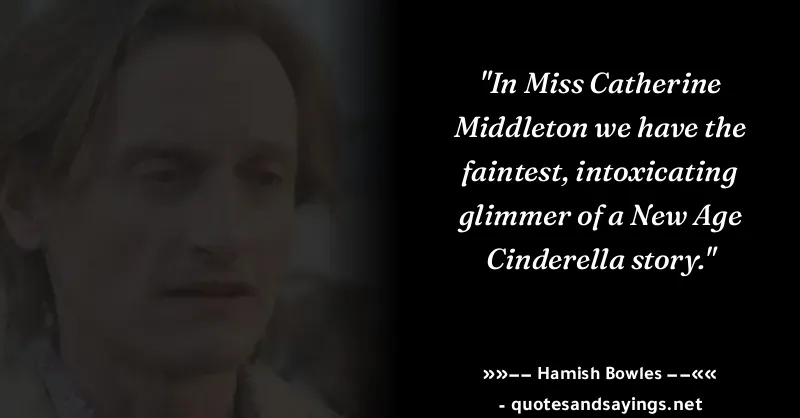 "In Miss Catherine
Middleton we have the
faintest, intoxicating
glimmer of a New Age
Cinderella story."
»»−− Hamish Bowles −−««
- quotesandsayings.net